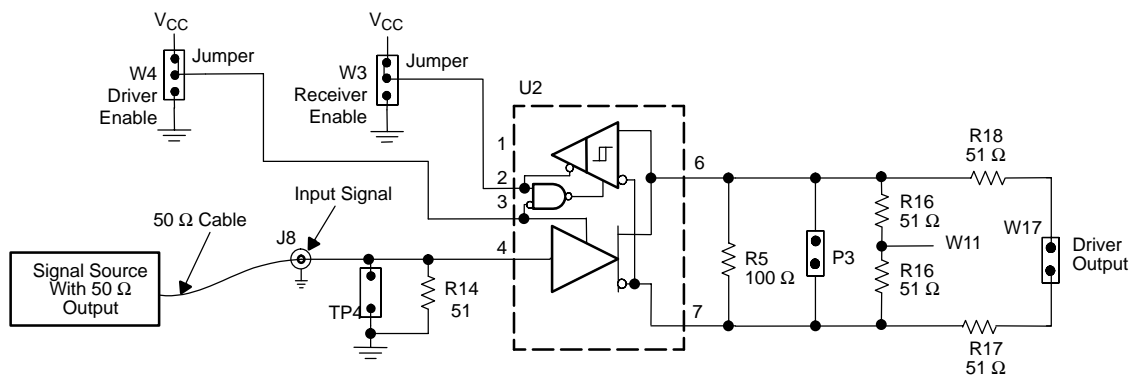 VCC
VCC
Jumper
Jumper
W4
Driver
Enable
W3
Receiver
Enable
U2
1
2
3
4
6
7
50 Ω Cable
Input Signal
J8
Signal Source
With 50 Ω
Output
TP4
R14
51
R5
100 Ω
P3
R16
51 Ω
W11
R16
51 Ω
R18
51 Ω
W17
Driver
Output
R17
51 Ω